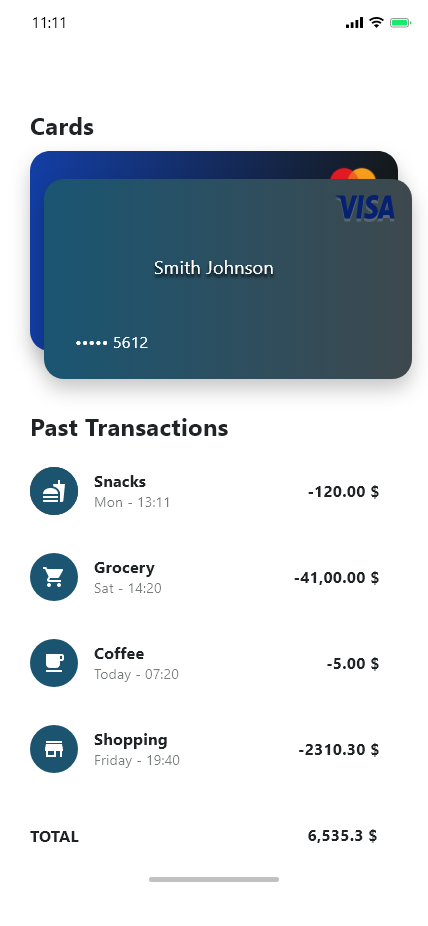 11:11
Cards
VISA
Smith Johnson
••••• 5612
Past Transactions
Snacks
Mon - 13:11
-120.00 $
Grocery
Sat - 14:20
-41,00.00 $
Coffee
Today - 07:20
-5.00 $
Shopping
Friday - 19:40
-2310.30 $
TOTAL
6,535.3 $